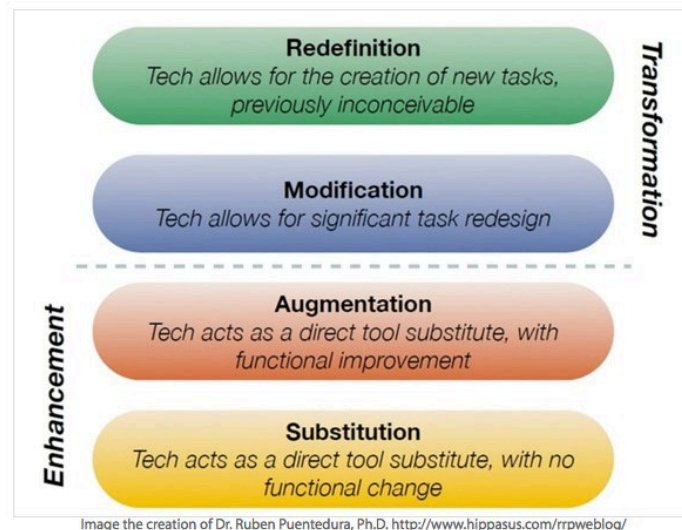 Redefinition
Tech allows for the creation of new tasks,
previously inconceivable
Modification
Tech allows for significant task redesign
Transformation
Augmentation
Tech acts as a direct tool substitute, with
functional improvement
Substitution
Tech acts as a direct tool substitute, with no
functional change
Enhancement
Image the creation of Dr. Ruben Puentedura, Ph.D. http://www.hippasus.com/rrpweblog/